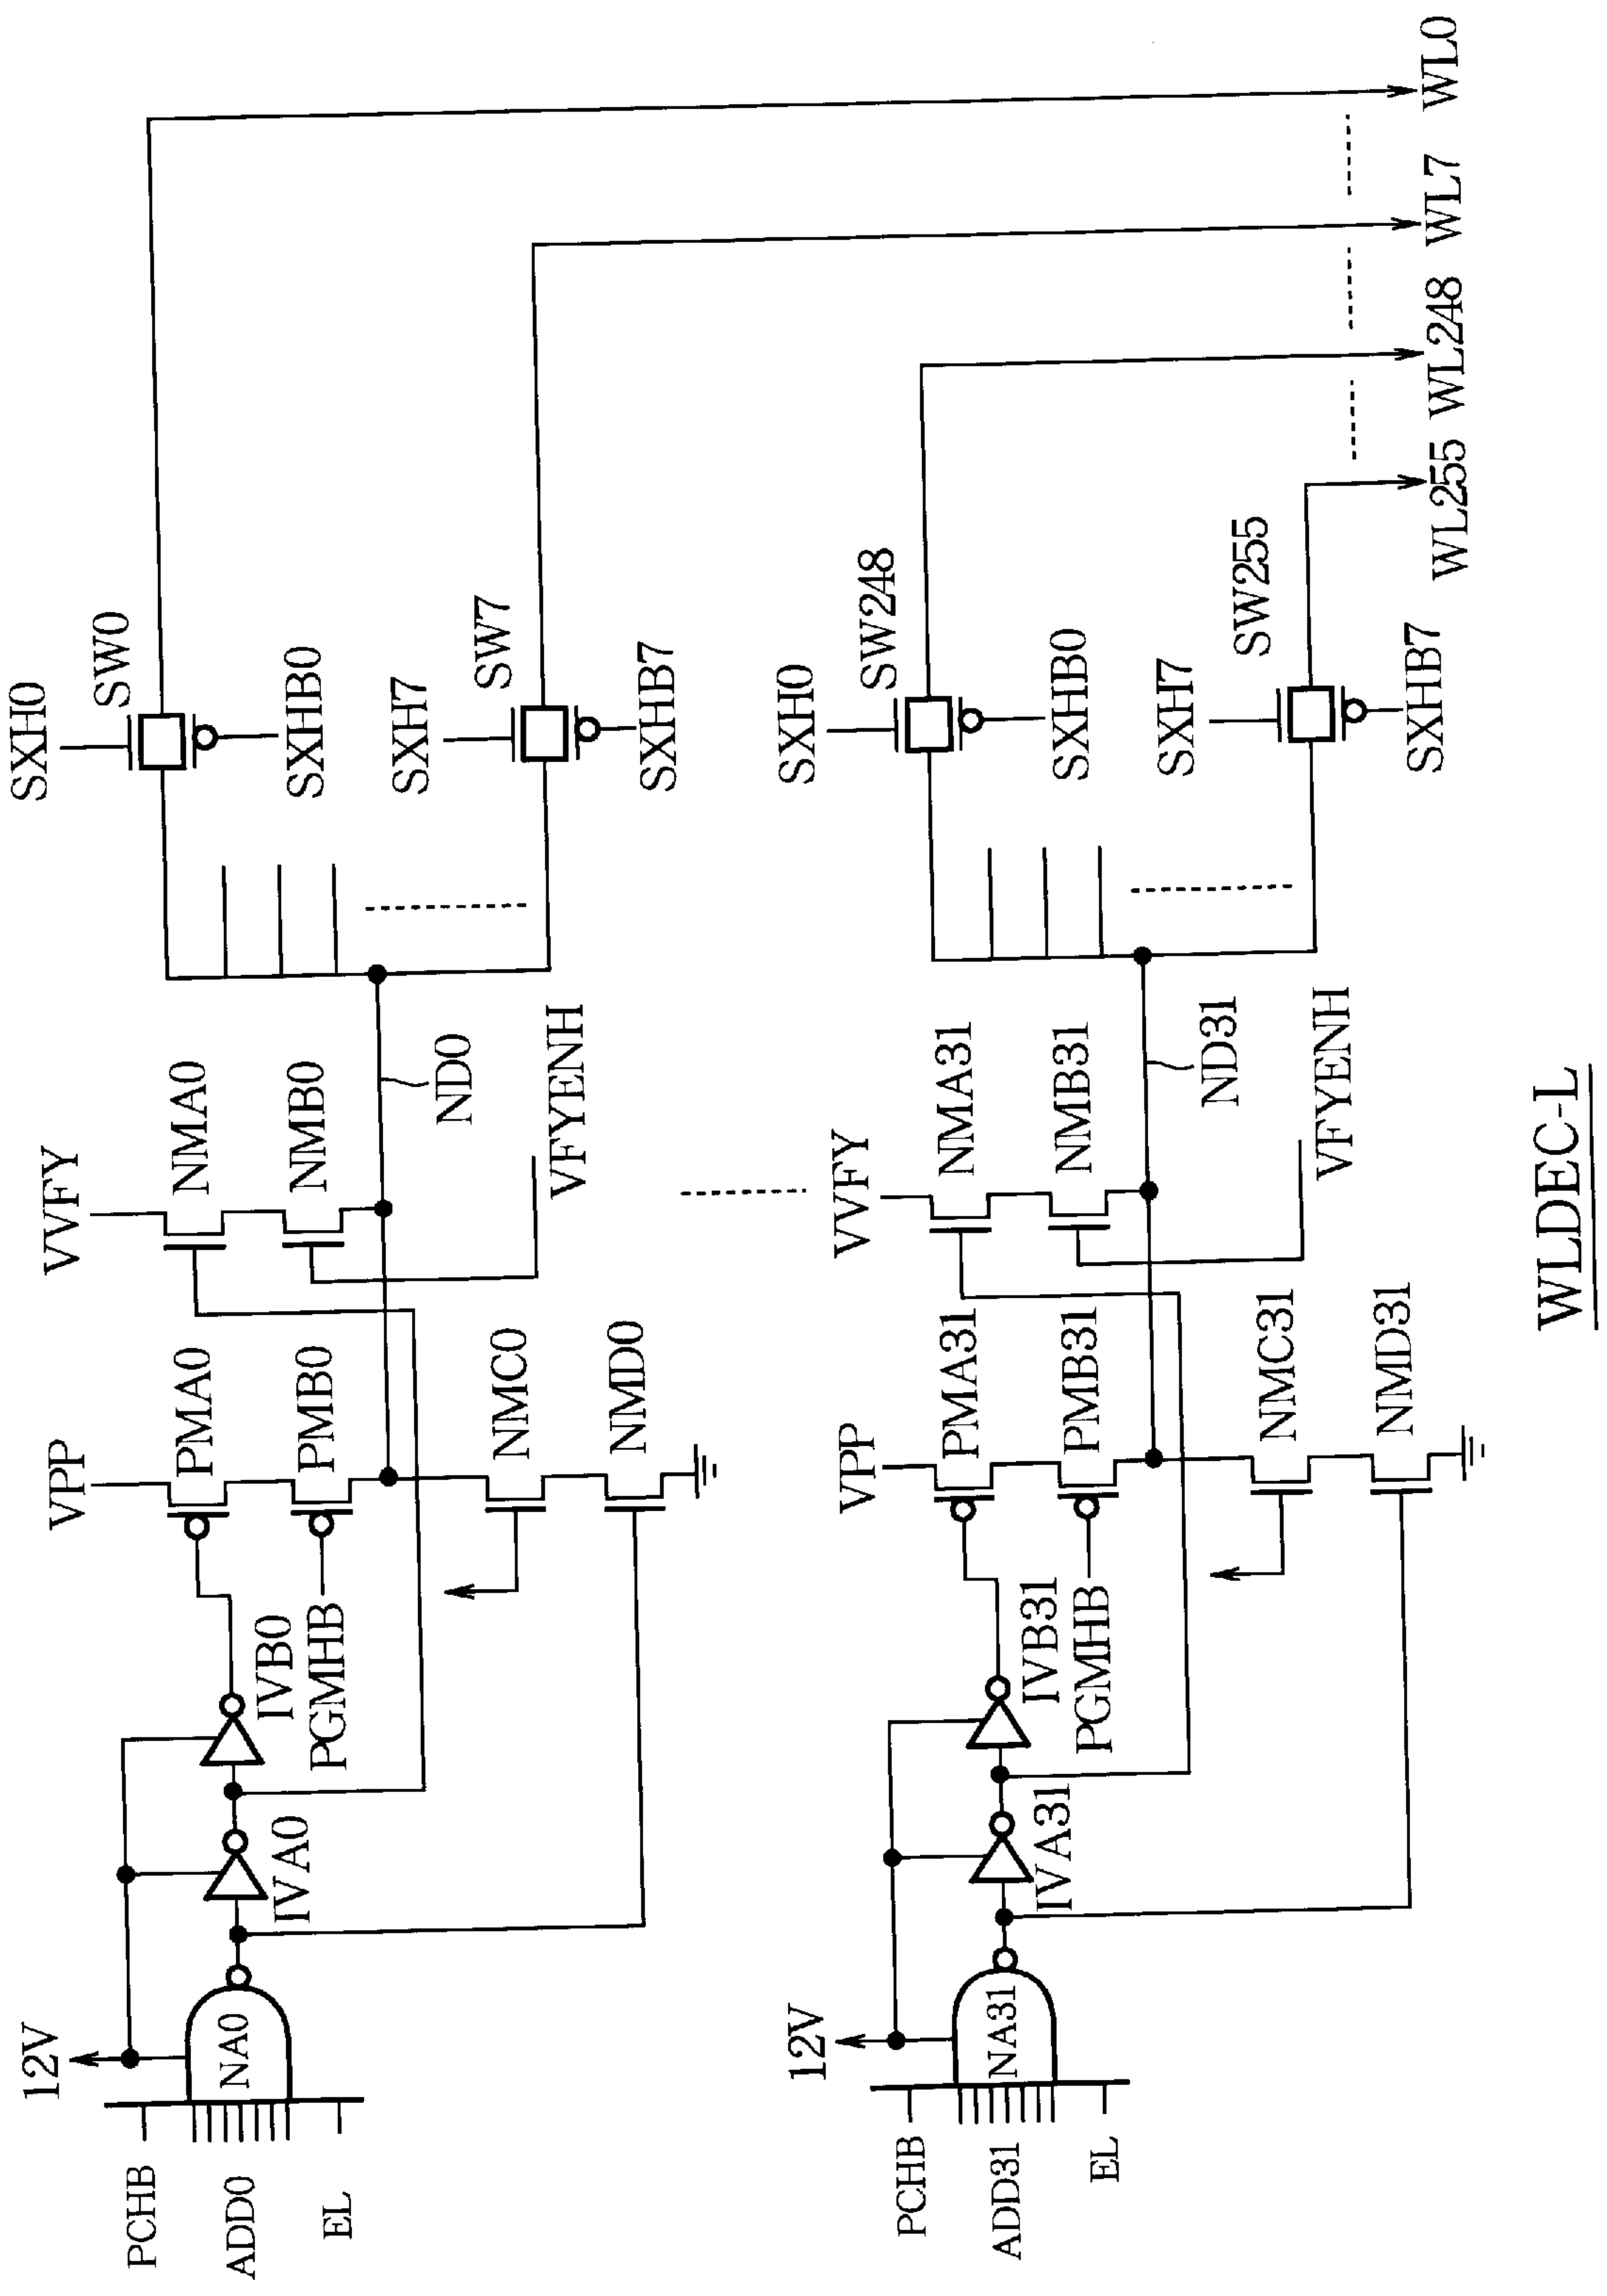 12V
PCHB
ADD0
EL
NA0
IVA0
IVB0
PGMHB
VPP
PMA0
PMB0
NMC0
NMD0
VVFY
NMA0
NMB0
VFYENH
ND0
SXH0
SW0
SXHB0
SXH7
SW7
SXHB7
12V
PCHB
ADD31
EL
NA31
IVA31
IVB31
PGMHB
VPP
PMA31
PMB31
NMC31
NMD31
VVFY
NMA31
NMB31
VFYENH
ND31
SXH0
SW248
SXHB0
SXH7
SW255
SXHB7
WL255
WL248
WL7
WL0
WLDEC-L